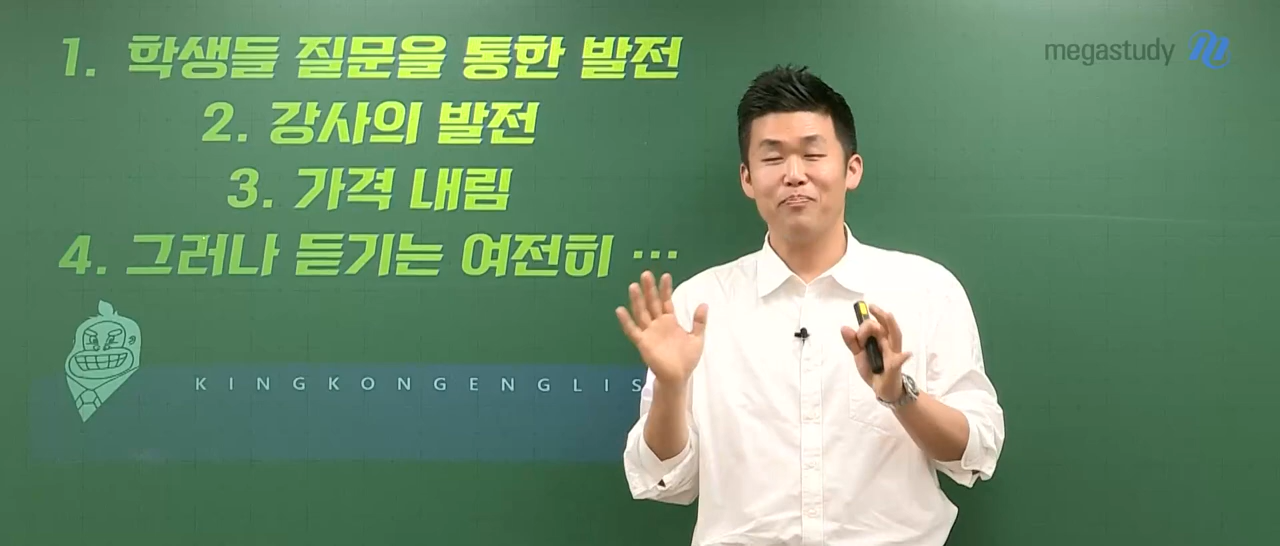 1. 학생들 질문을 통한 발전
2. 강사의 발전
3. 가격 내림
4. 그러나 듣기는 여전히 …
KINGKONGENGLIS
megastudy